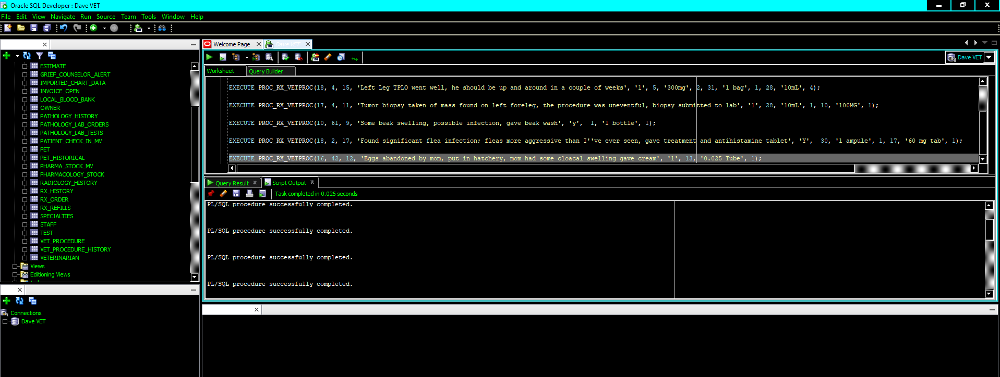 Oracle SQL Developer : Dave VET
File Edit View Navigate Run Source Team Tools Window Help
Welcome Page
Dave VET
Dave VET
Worksheet Query Builder
ESTIMATE
GRIEF_COUNSELOR_ALERT
IMPORTED_CHART_DATA
INVOICE_OPEN
LOCAL_BLOOD_BANK
OWNER
PATHOLOGY_HISTORY
PATHOLOGY_LAB_ORDERS
PATHOLOGY_LAB_TESTS
PATIENT_CHECK_IN_MV
PET
PET_HISTORICAL
PHARMA_STOCK_MV
PHARMACOLOGY_STOCK
RADIOLOGY_HISTORY
RX_HISTORY
RX_ORDER
RX_REFILLS
SPECIALTIES
STAFF
TEST
VET_PROCEDURE
VET_PROCEDURE_HISTORY
VETERINARIAN
Views
Editioning Views
Connections
Dave VET
EXECUTE PROC_RX_VETPROC(18, 4, 15, 'Left Leg TPLO went well, he should be up and around in a couple of weeks', '1', 5, '300mg', 2, 31, '1 bag', 1, 28, '10mL', 4);
EXECUTE PROC_RX_VETPROC(17, 4, 11, 'Tumor biopsy taken of mass found on left foreleg, the procedure was uneventful, biopsy submitted to lab', '1', 28, '10mL', 1, 10, '100MG', 1);
EXECUTE PROC_RX_VETPROC(10, 61, 9, 'Some beak swelling, possible infection, gave beak wash', 'y',  1, '1 bottle', 1);
EXECUTE PROC_RX_VETPROC(18, 2, 17, 'Found significant flea infection; fleas more aggressive than I''ve ever seen, gave treatment and antihistamine tablet', 'Y',  30, '1 ampule', 1, 17, '60 mg tab', 1);
EXECUTE PROC_RX_VETPROC(16, 42, 12, 'Eggs abandoned by mom, put in hatchery, mom had some cloacal swelling gave cream', '1', 13, '0.025 Tube', 1);
Query Result Script Output
Task completed in 0.025 seconds
PL/SQL procedure successfully completed.
PL/SQL procedure successfully completed.
PL/SQL procedure successfully completed.
PL/SQL procedure successfully completed.